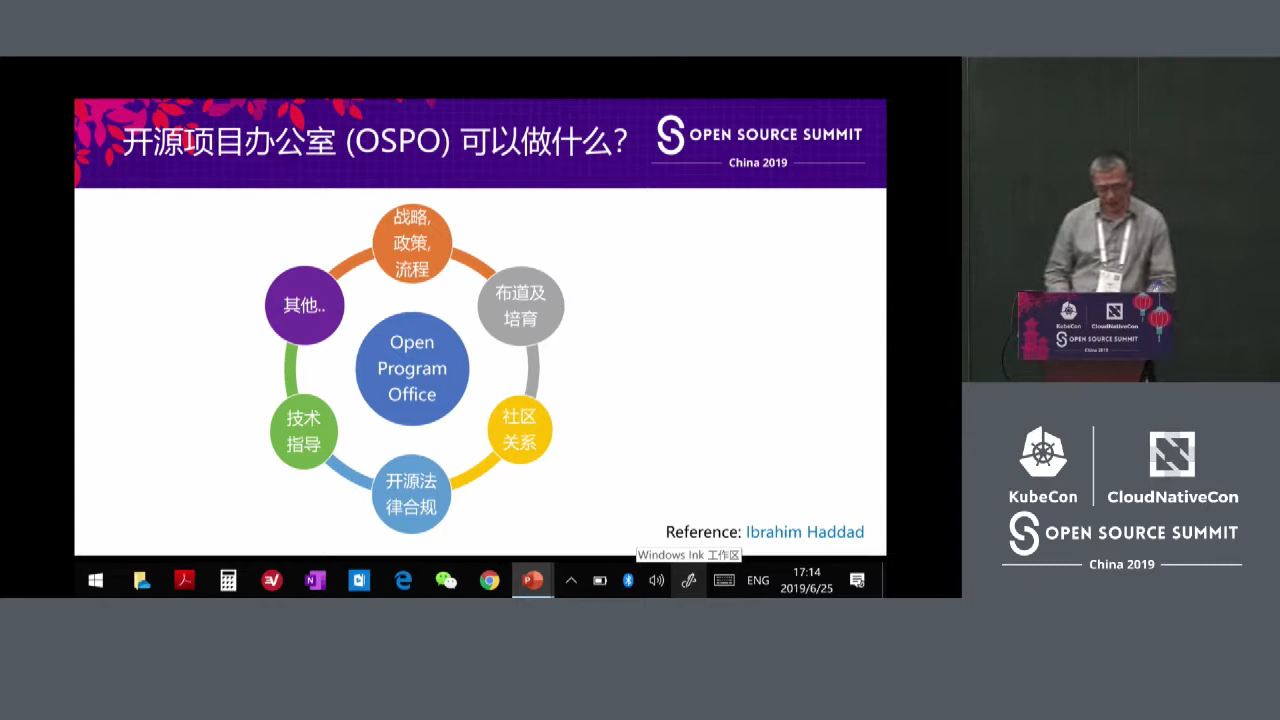 开源项目办公室 (OSPO) 可以做什么?
OPEN SOURCE SUMMIT
China 2019
战略,
政策,
流程
布道及
培育
社区
关系
开源法
律合规
技术
指导
其他..
Open
Program
Office
Reference: Ibrahim Haddad
Windows Ink 工作区
ENG
17:14
2019/6/25
KubeCon
CloudNativeCon
OPEN SOURCE SUMMIT
China 2019
KubeCon
CloudNativeCon
OPEN SOURCE SUMMIT
China 2019